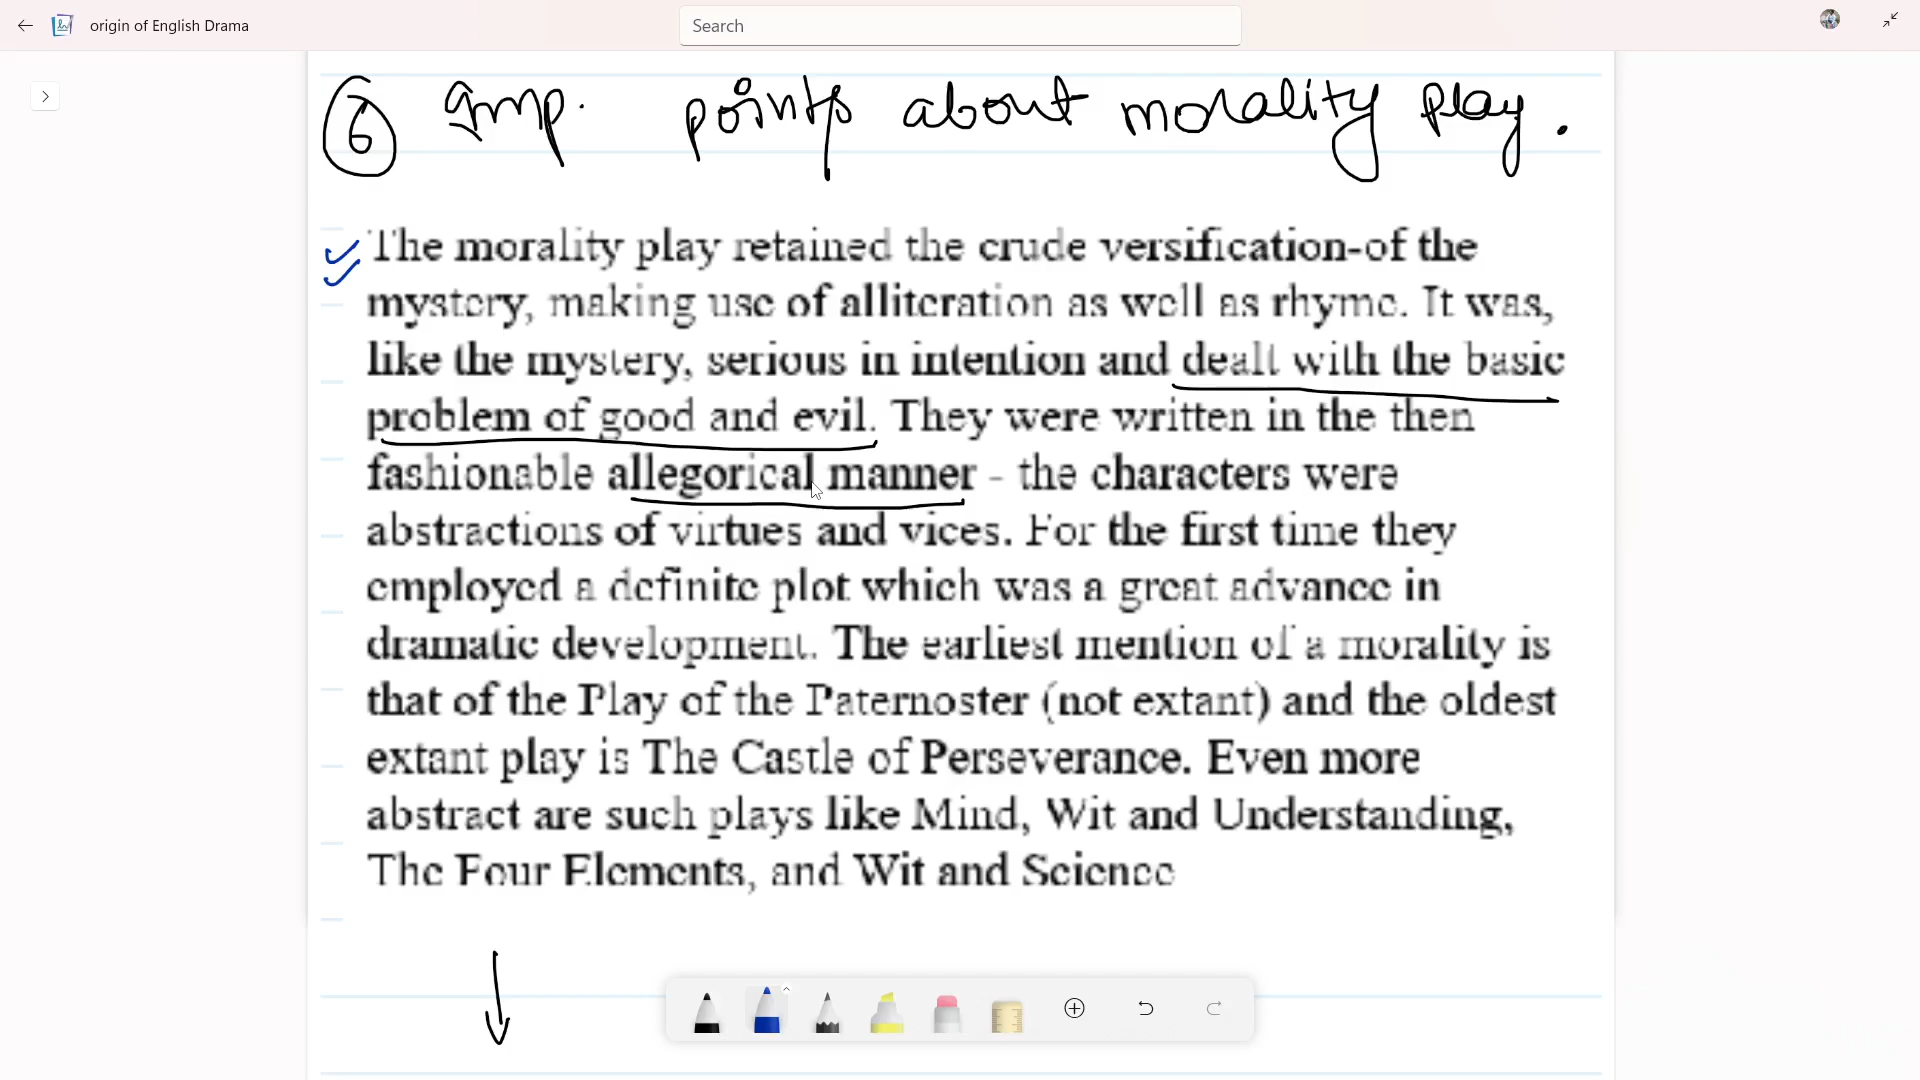 origin of English Drama
Search
6 Imp. points about morality play.
The morality play retained the crude versification-of the
mystery, making use of alliteration as well as rhyme. It was,
like the mystery, serious in intention and dealt with the basic
problem of good and evil. They were written in the then
fashionable allegorical manner - the characters were
abstractions of virtues and vices. For the first time they
employed a definite plot which was a great advance in
dramatic development. The earliest mention of a morality is
that of the Play of the Paternoster (not extant) and the oldest
extant play is The Castle of Perseverance. Even more
abstract are such plays like Mind, Wit and Understanding,
The Four Elements, and Wit and Science